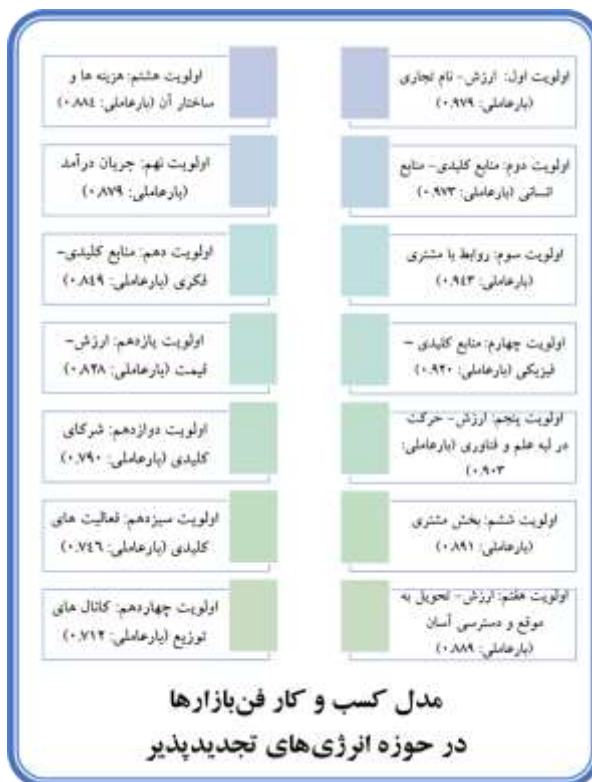 اولویت اول: ارزش- نام تجاری
(بارعاملی: ۰.۹۷۹)
اولویت دوم: منابع کلیدی- منابع
انسانی (بارعاملی: ۰.۹۷۳)
اولویت سوم: روابط با مشتری
(بارعاملی: ۰.۹٤۳)
اولویت چهارم: منابع کلیدی –
فیزیکی (بارعاملی: ۰.۹۲۰)
اولویت پنجم: ارزش- حرکت
در لبه علم و فناوری (بارعاملی:
۰.۹۰۳)
اولویت ششم: بخش مشتری
(بارعاملی: ۰.۸۹۱)
اولویت هفتم: ارزش- تحویل به
موقع و دسترسی آسان
(بارعاملی: ۰.۸۸۹)
اولویت هشتم: هزینه ها و
ساختار آن (بارعاملی: ۰.۸۸٤)
اولویت نهم: جریان درآمد
(بارعاملی: ۰.۸۷۹)
اولویت دهم: منابع کلیدی-
فکری (بارعاملی: ۰.۸٤۹)
اولویت یازدهم: ارزش-
قیمت (بارعاملی: ۰.۸۲۸)
اولویت دوازدهم: شرکای
کلیدی (بارعاملی: ۰.۷۹۰)
اولویت سیزدهم: فعالیت های
کلیدی (بارعاملی: ۰.۷٤٦)
اولویت چهاردهم: کانال های
توزیع (بارعاملی: ۰.۷۱۲)
مدل کسب و کار فن‌بازارها
در حوزه انرژی‌های تجدیدپذیر